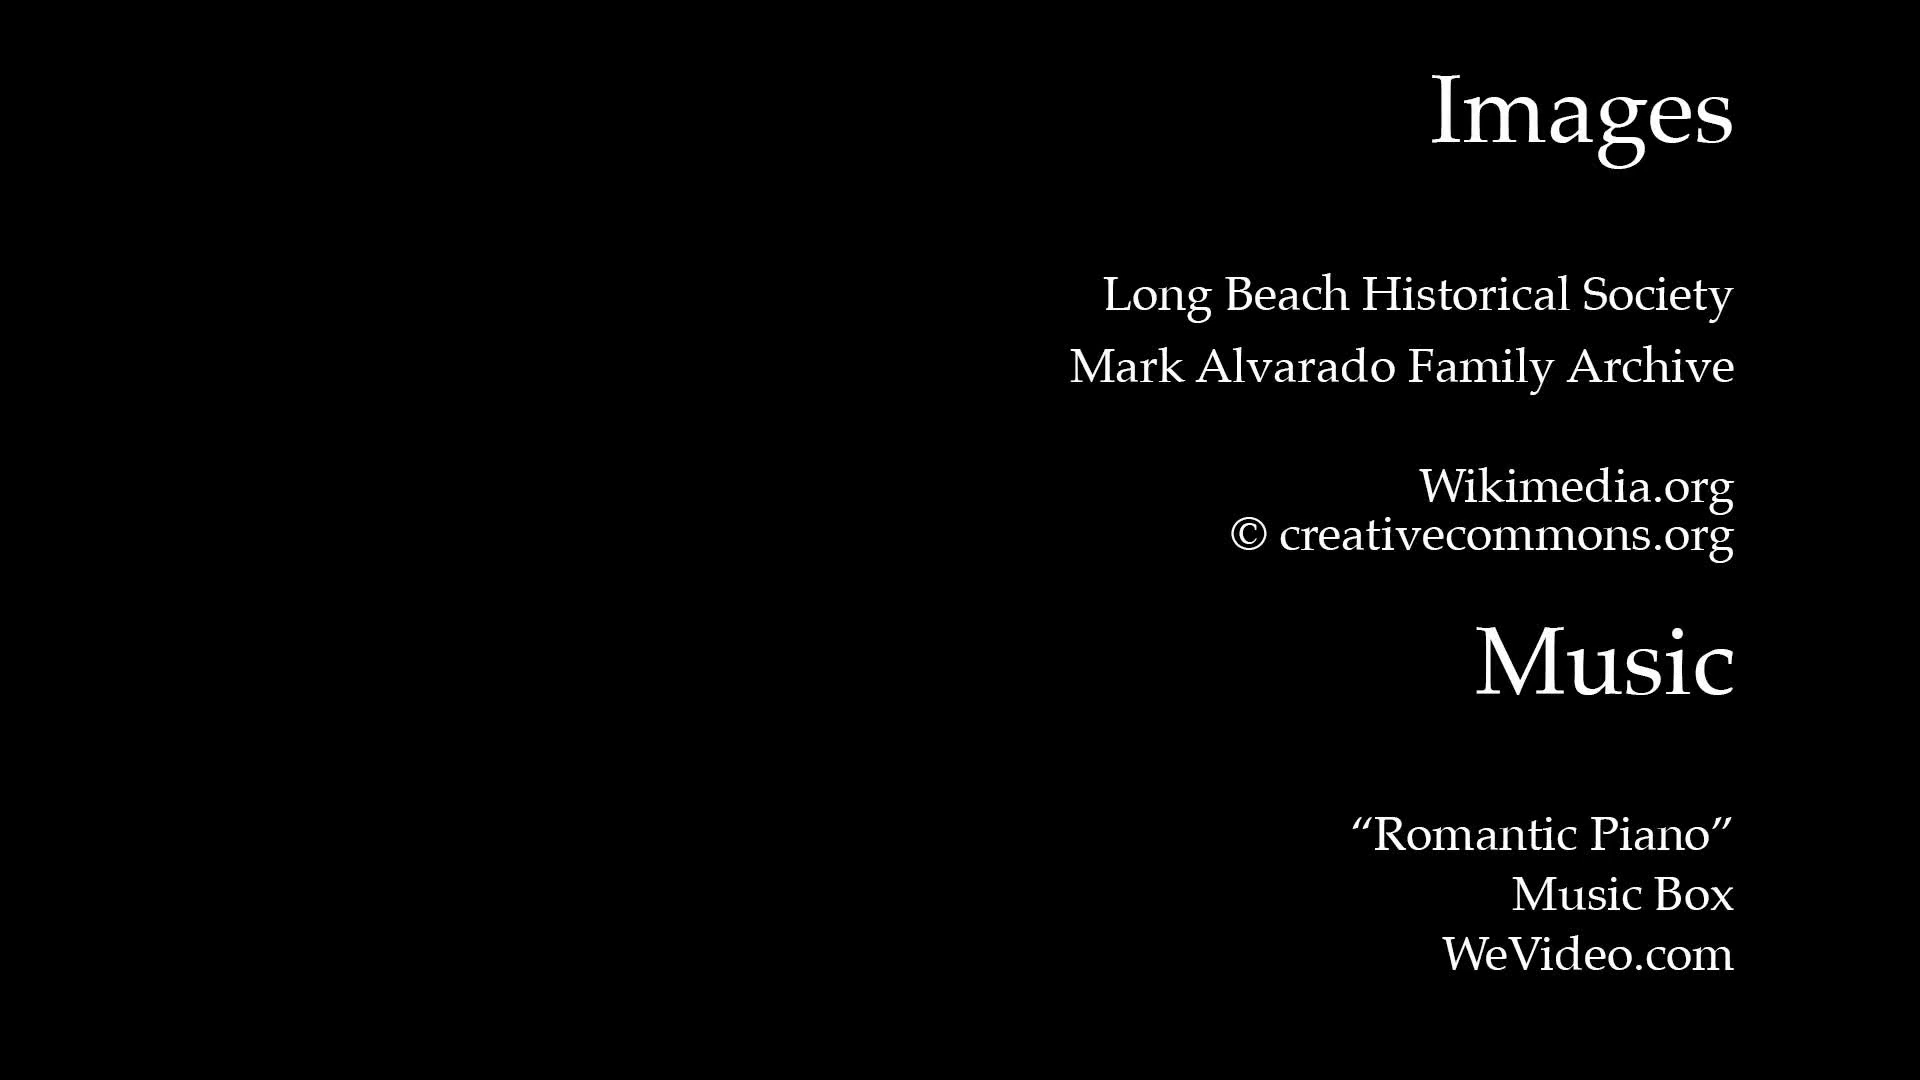 Images
Long Beach Historical Society
Mark Alvarado Family Archive
Wikimedia.org
© creativecommons.org
Music
“Romantic Piano”
Music Box
WeVideo.com